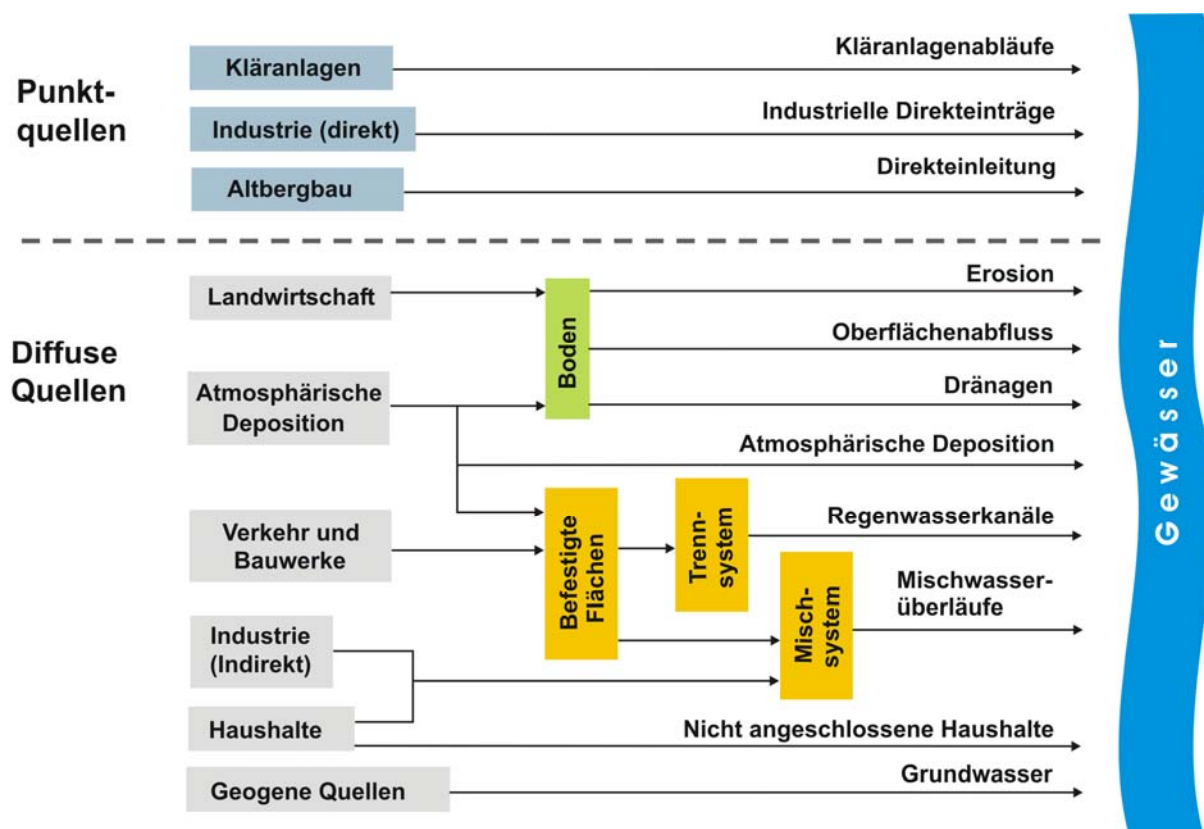 Punkt-
quellen
Kläranlagen
Kläranlagenabläufe
Industrie (direkt)
Industrielle Direkteinträge
Altbergbau
Direkteinleitung
Diffuse
Quellen
Landwirtschaft
Boden
Erosion
Oberflächenabfluss
Dränagen
Atmosphärische
Deposition
Atmosphärische Deposition
Verkehr und
Bauwerke
Befestigte
Flächen
Trenn-
system
Regenwasserkanäle
Misch-
system
Mischwasser-
überläufe
Industrie
(Indirekt)
Haushalte
Nicht angeschlossene Haushalte
Geogene Quellen
Grundwasser
Gewässer